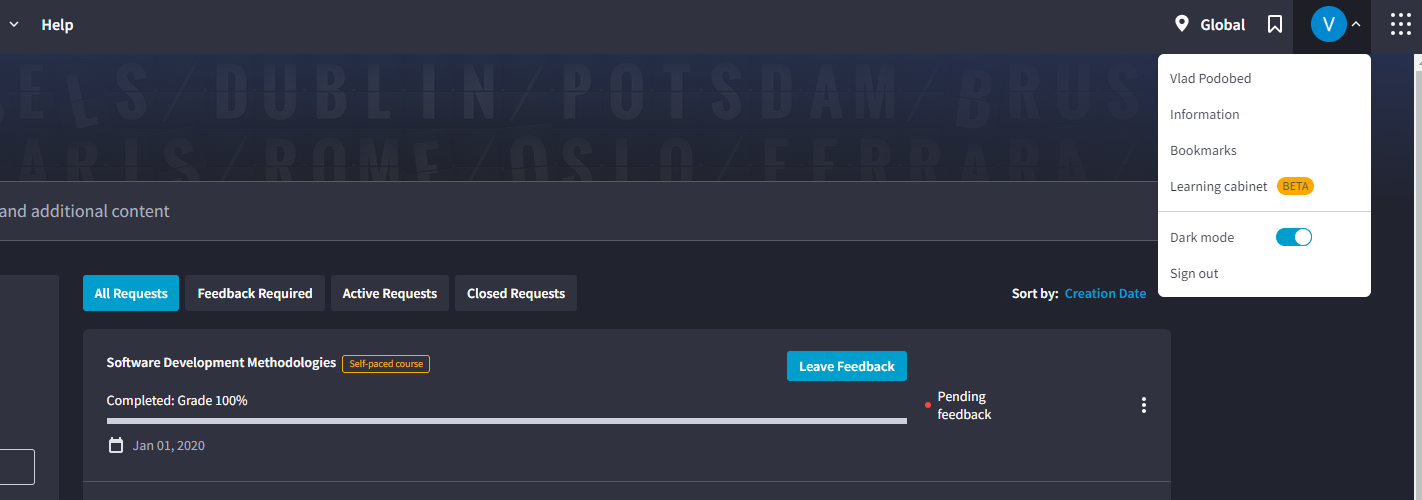 Help
Global
V
Vlad Podobed
Information
Bookmarks
Learning cabinet BETA
Dark mode
Sign out
ELS/DUBLIN/POTSDAM/BRUS
ARIS/ROME/OSLO/FERRARA
and additional content
All Requests
Feedback Required
Active Requests
Closed Requests
Sort by: Creation Date
Software Development Methodologies Self-paced course
Leave Feedback
Completed: Grade 100%
Pending
feedback
Jan 01, 2020